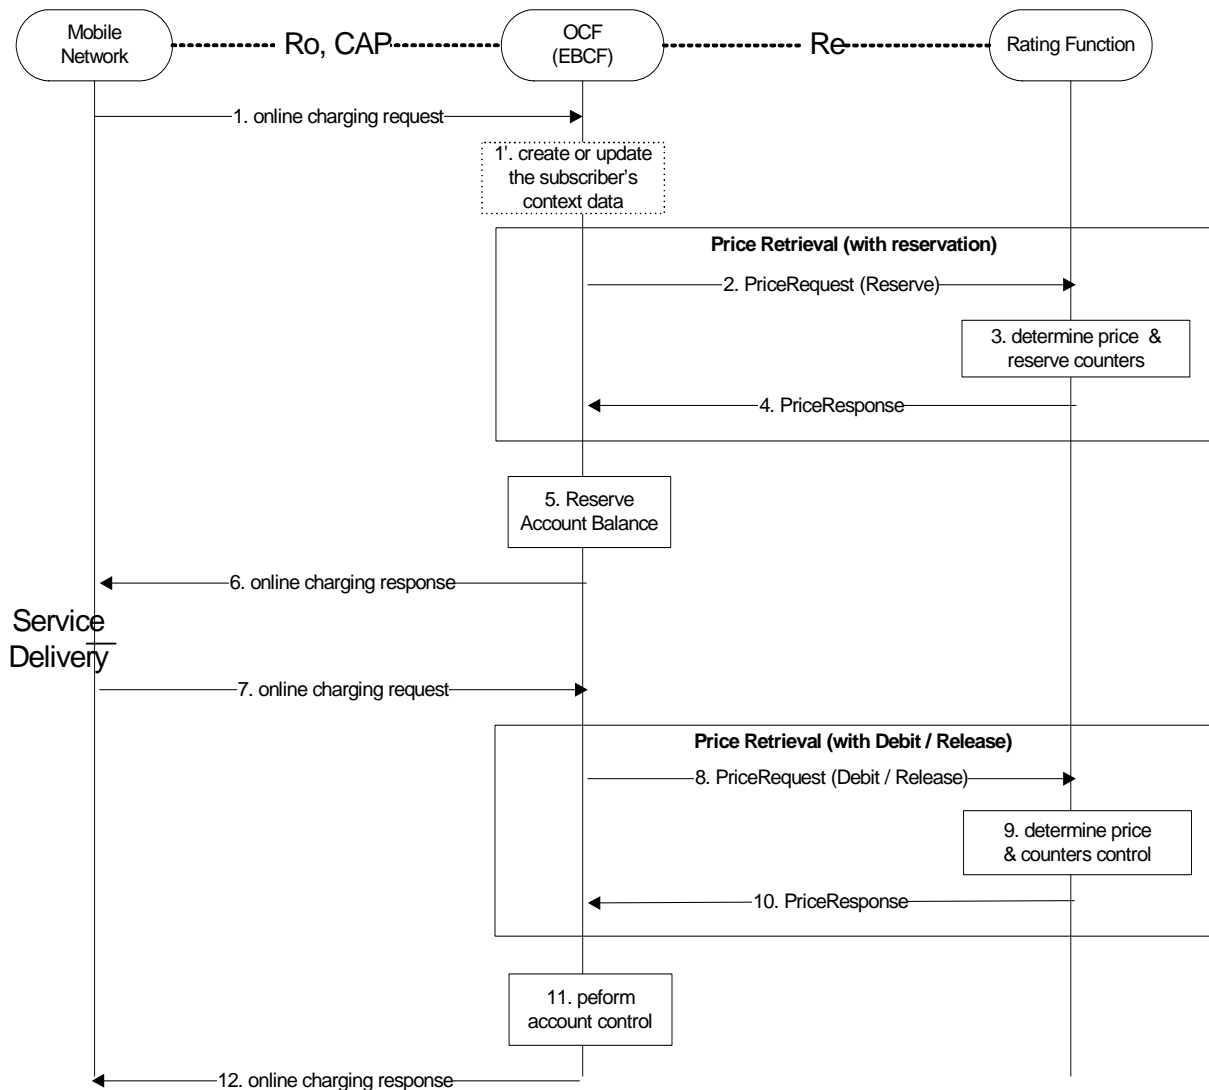 Mobile
Network
Ro, CAP
OCF
(EBCF)
Re
Rating Function
1. online charging request
1'. create or update
the subscriber's
context data
Price Retrieval (with reservation)
2. PriceRequest (Reserve)
3. determine price &
reserve counters
4. PriceResponse
5. Reserve
Account Balance
6. online charging response
Service
Delivery
7. online charging request
Price Retrieval (with Debit / Release)
8. PriceRequest (Debit / Release)
9. determine price
& counters control
10. PriceResponse
11. peform
account control
12. online charging response